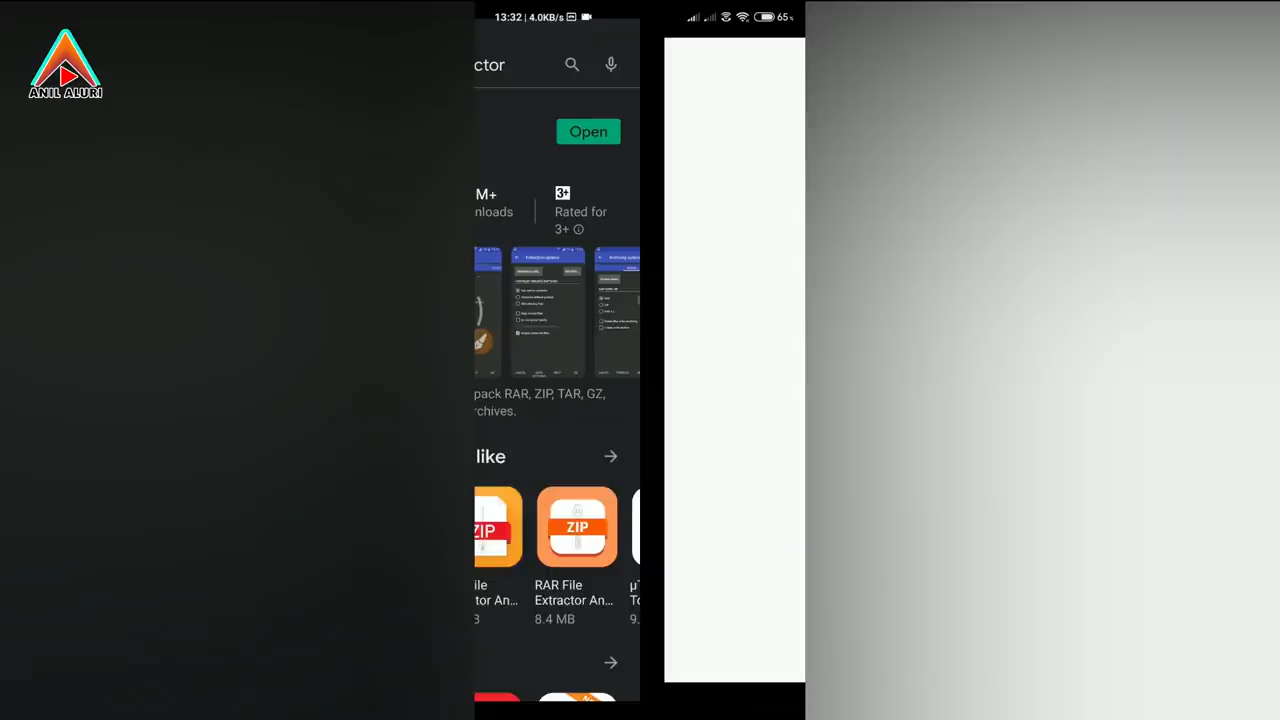 13:32 | 4.0KB/s
65%
ANIL ALURI
ctor
Open
M+
3+
nloads
Rated for
3+
pack RAR, ZIP, TAR, GZ,
rchives.
like
ZIP
ZIP
ile
RAR File
tor An...
Extractor An...
8.4 MB
9.